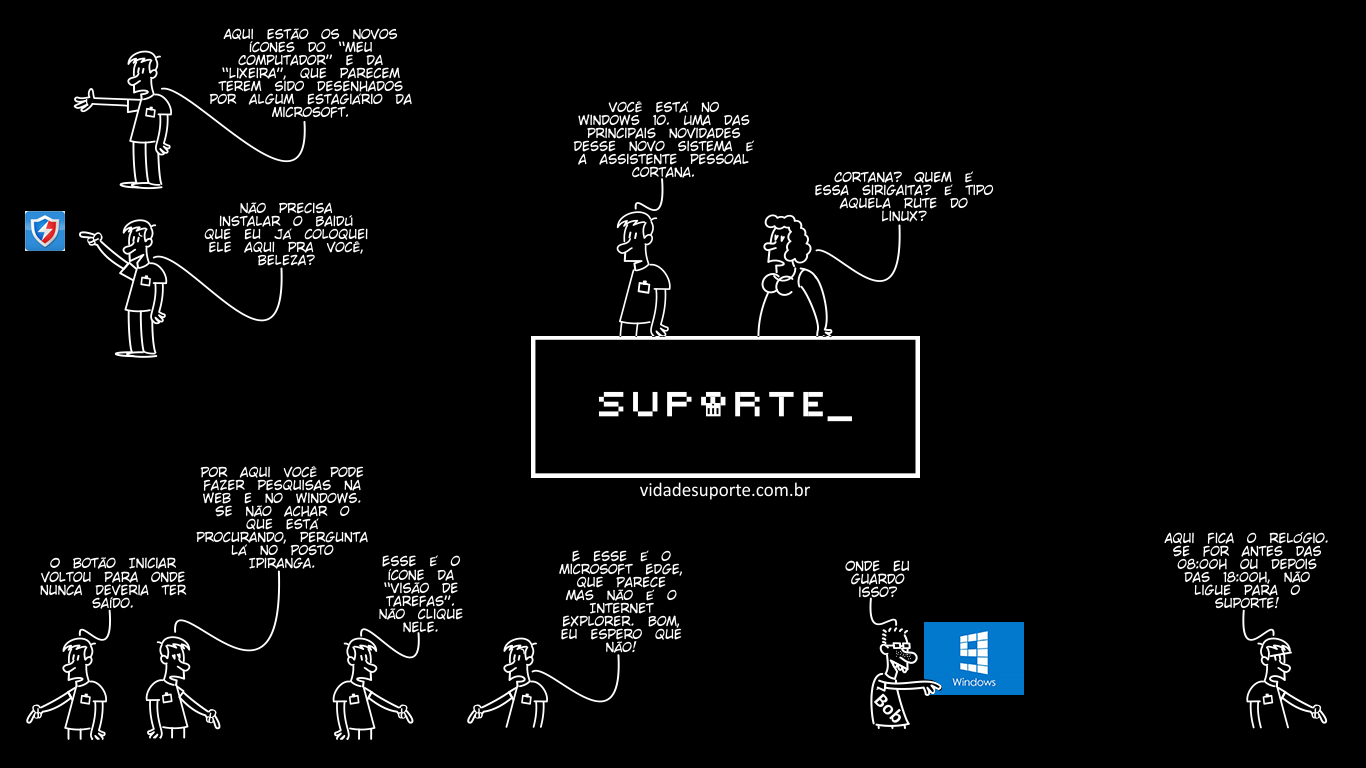 AQUI ESTÃO OS NOVOS
ÍCONES DO "MEU
COMPUTADOR" E DA
"LIXEIRA", QUE PARECEM
TEREM SIDO DESENHADOS
POR ALGUM ESTAGIÁRIO DA
MICROSOFT.
NÃO PRECISA
INSTALAR O BAIDÚ
QUE EU JÁ COLOQUEI
ELE AQUI PRA VOCÊ,
BELEZA?
VOCÊ ESTÁ NO
WINDOWS 10. UMA DAS
PRINCIPAIS NOVIDADES
DESSE NOVO SISTEMA É
A ASSISTENTE PESSOAL
CORTANA.
CORTANA? QUEM É
ESSA SIRIGAITA? É TIPO
AQUELA RUTE DO
LINUX?
SUPORTE_
vidadesuporte.com.br
O BOTÃO INICIAR
VOLTOU PARA ONDE
NUNCA DEVERIA TER
SAÍDO.
POR AQUI VOCÊ PODE
FAZER PESQUISAS NA
WEB E NO WINDOWS.
SE NÃO ACHAR O
QUE ESTÁ
PROCURANDO, PERGUNTA
LÁ NO POSTO
IPIRANGA.
ESSE É O
ÍCONE DA
"VISÃO DE
TAREFAS".
NÃO CLIQUE
NELE.
E ESSE É O
MICROSOFT EDGE,
QUE PARECE
MAS NÃO É O
INTERNET
EXPLORER. BOM,
EU ESPERO QUE
NÃO!
ONDE EU
GUARDO
ISSO?
Bob
Windows
AQUI FICA O RELÓGIO.
SE FOR ANTES DAS
08:00H OU DEPOIS
DAS 18:00H, NÃO
LIGUE PARA O
SUPORTE!